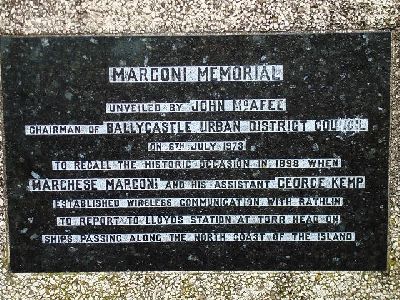 MARCONI MEMORIAL
UNVEILED BY JOHN McAFEE
CHAIRMAN OF BALLYCASTLE URBAN DISTRICT COUNCIL
ON 6TH JULY 1973
TO RECALL THE HISTORIC OCCASION IN 1898 WHEN
MARCHESE MARCONI AND HIS ASSISTANT GEORGE KEMP
ESTABLISHED WIRELESS COMMUNICATION WITH RATHLIN
TO REPORT TO LLOYDS STATION AT TORR HEAD ON
SHIPS PASSING ALONG THE NORTH COAST OF THE ISLAND